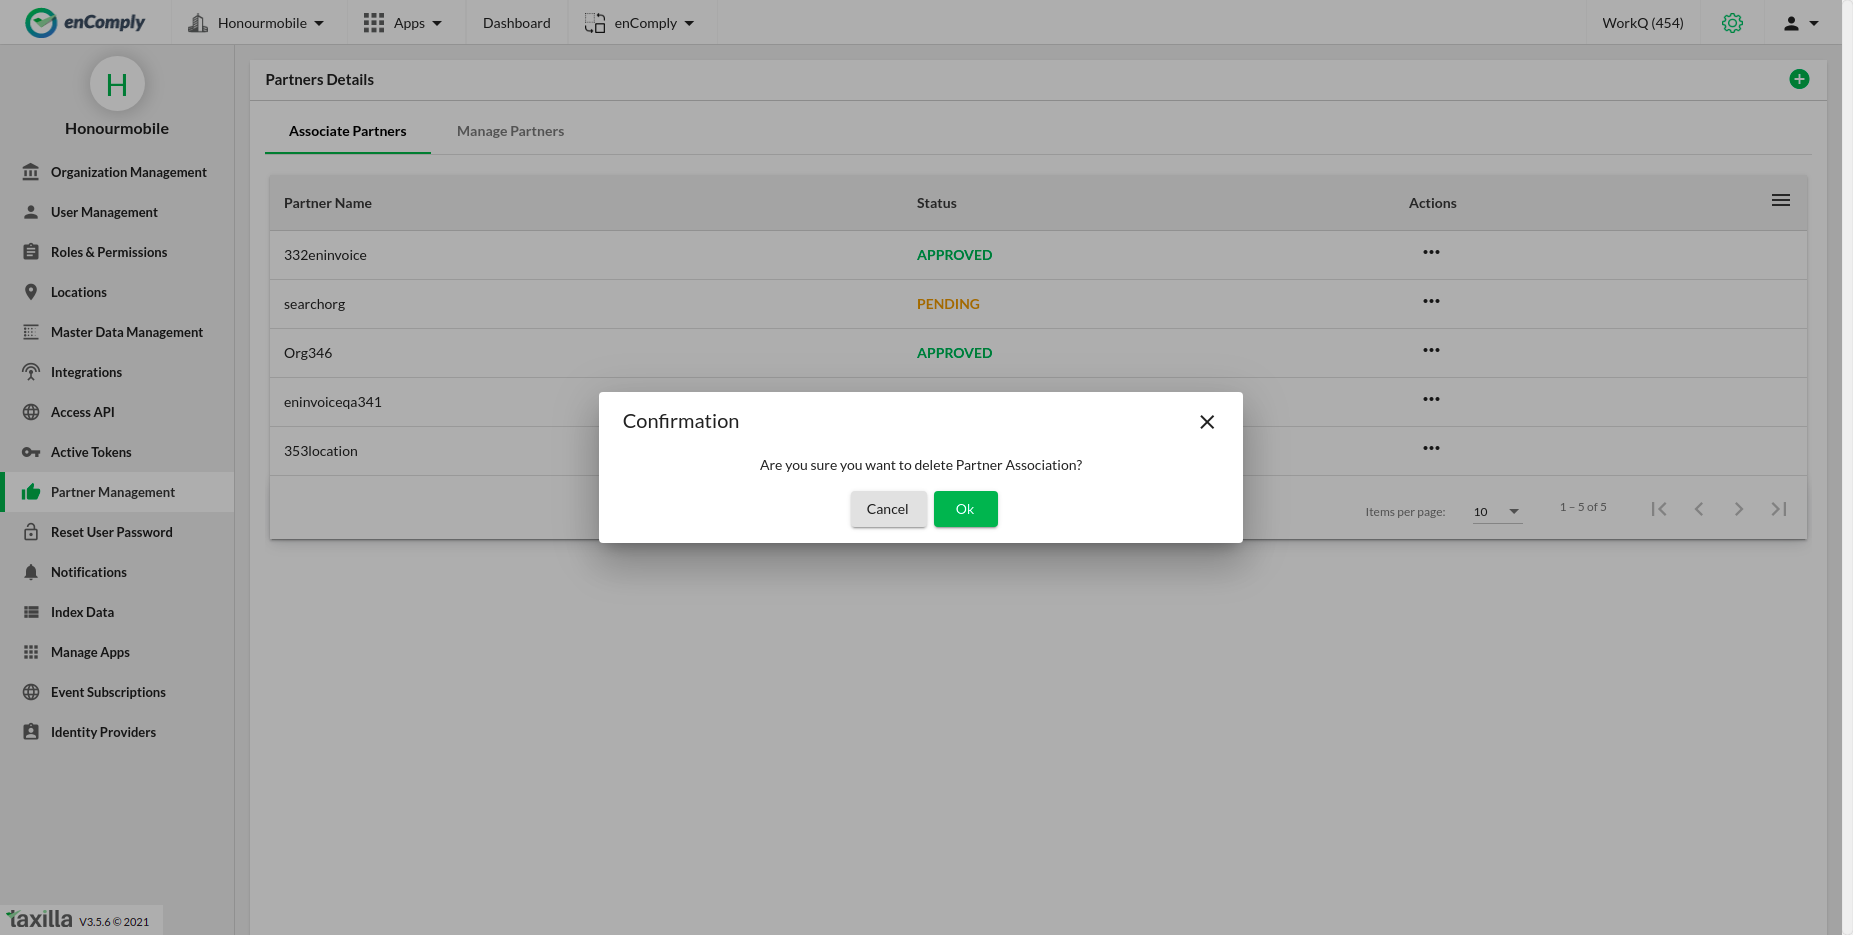 enComply
Honourmobile
Apps
Dashboard
enComply
WorkQ (454)
H
Honourmobile
Organization Management
User Management
Roles & Permissions
Locations
Master Data Management
Integrations
Access API
Active Tokens
Partner Management
Reset User Password
Notifications
Index Data
Manage Apps
Event Subscriptions
Identity Providers
taxilla V3.5.6 © 2021
Partners Details
Associate Partners
Manage Partners
Partner Name Status Actions
332eninvoice APPROVED
searchorg PENDING
Org346 APPROVED
eninvoiceqa341
353location
Items per page: 10 1 – 5 of 5
Confirmation
Are you sure you want to delete Partner Association?
Cancel Ok